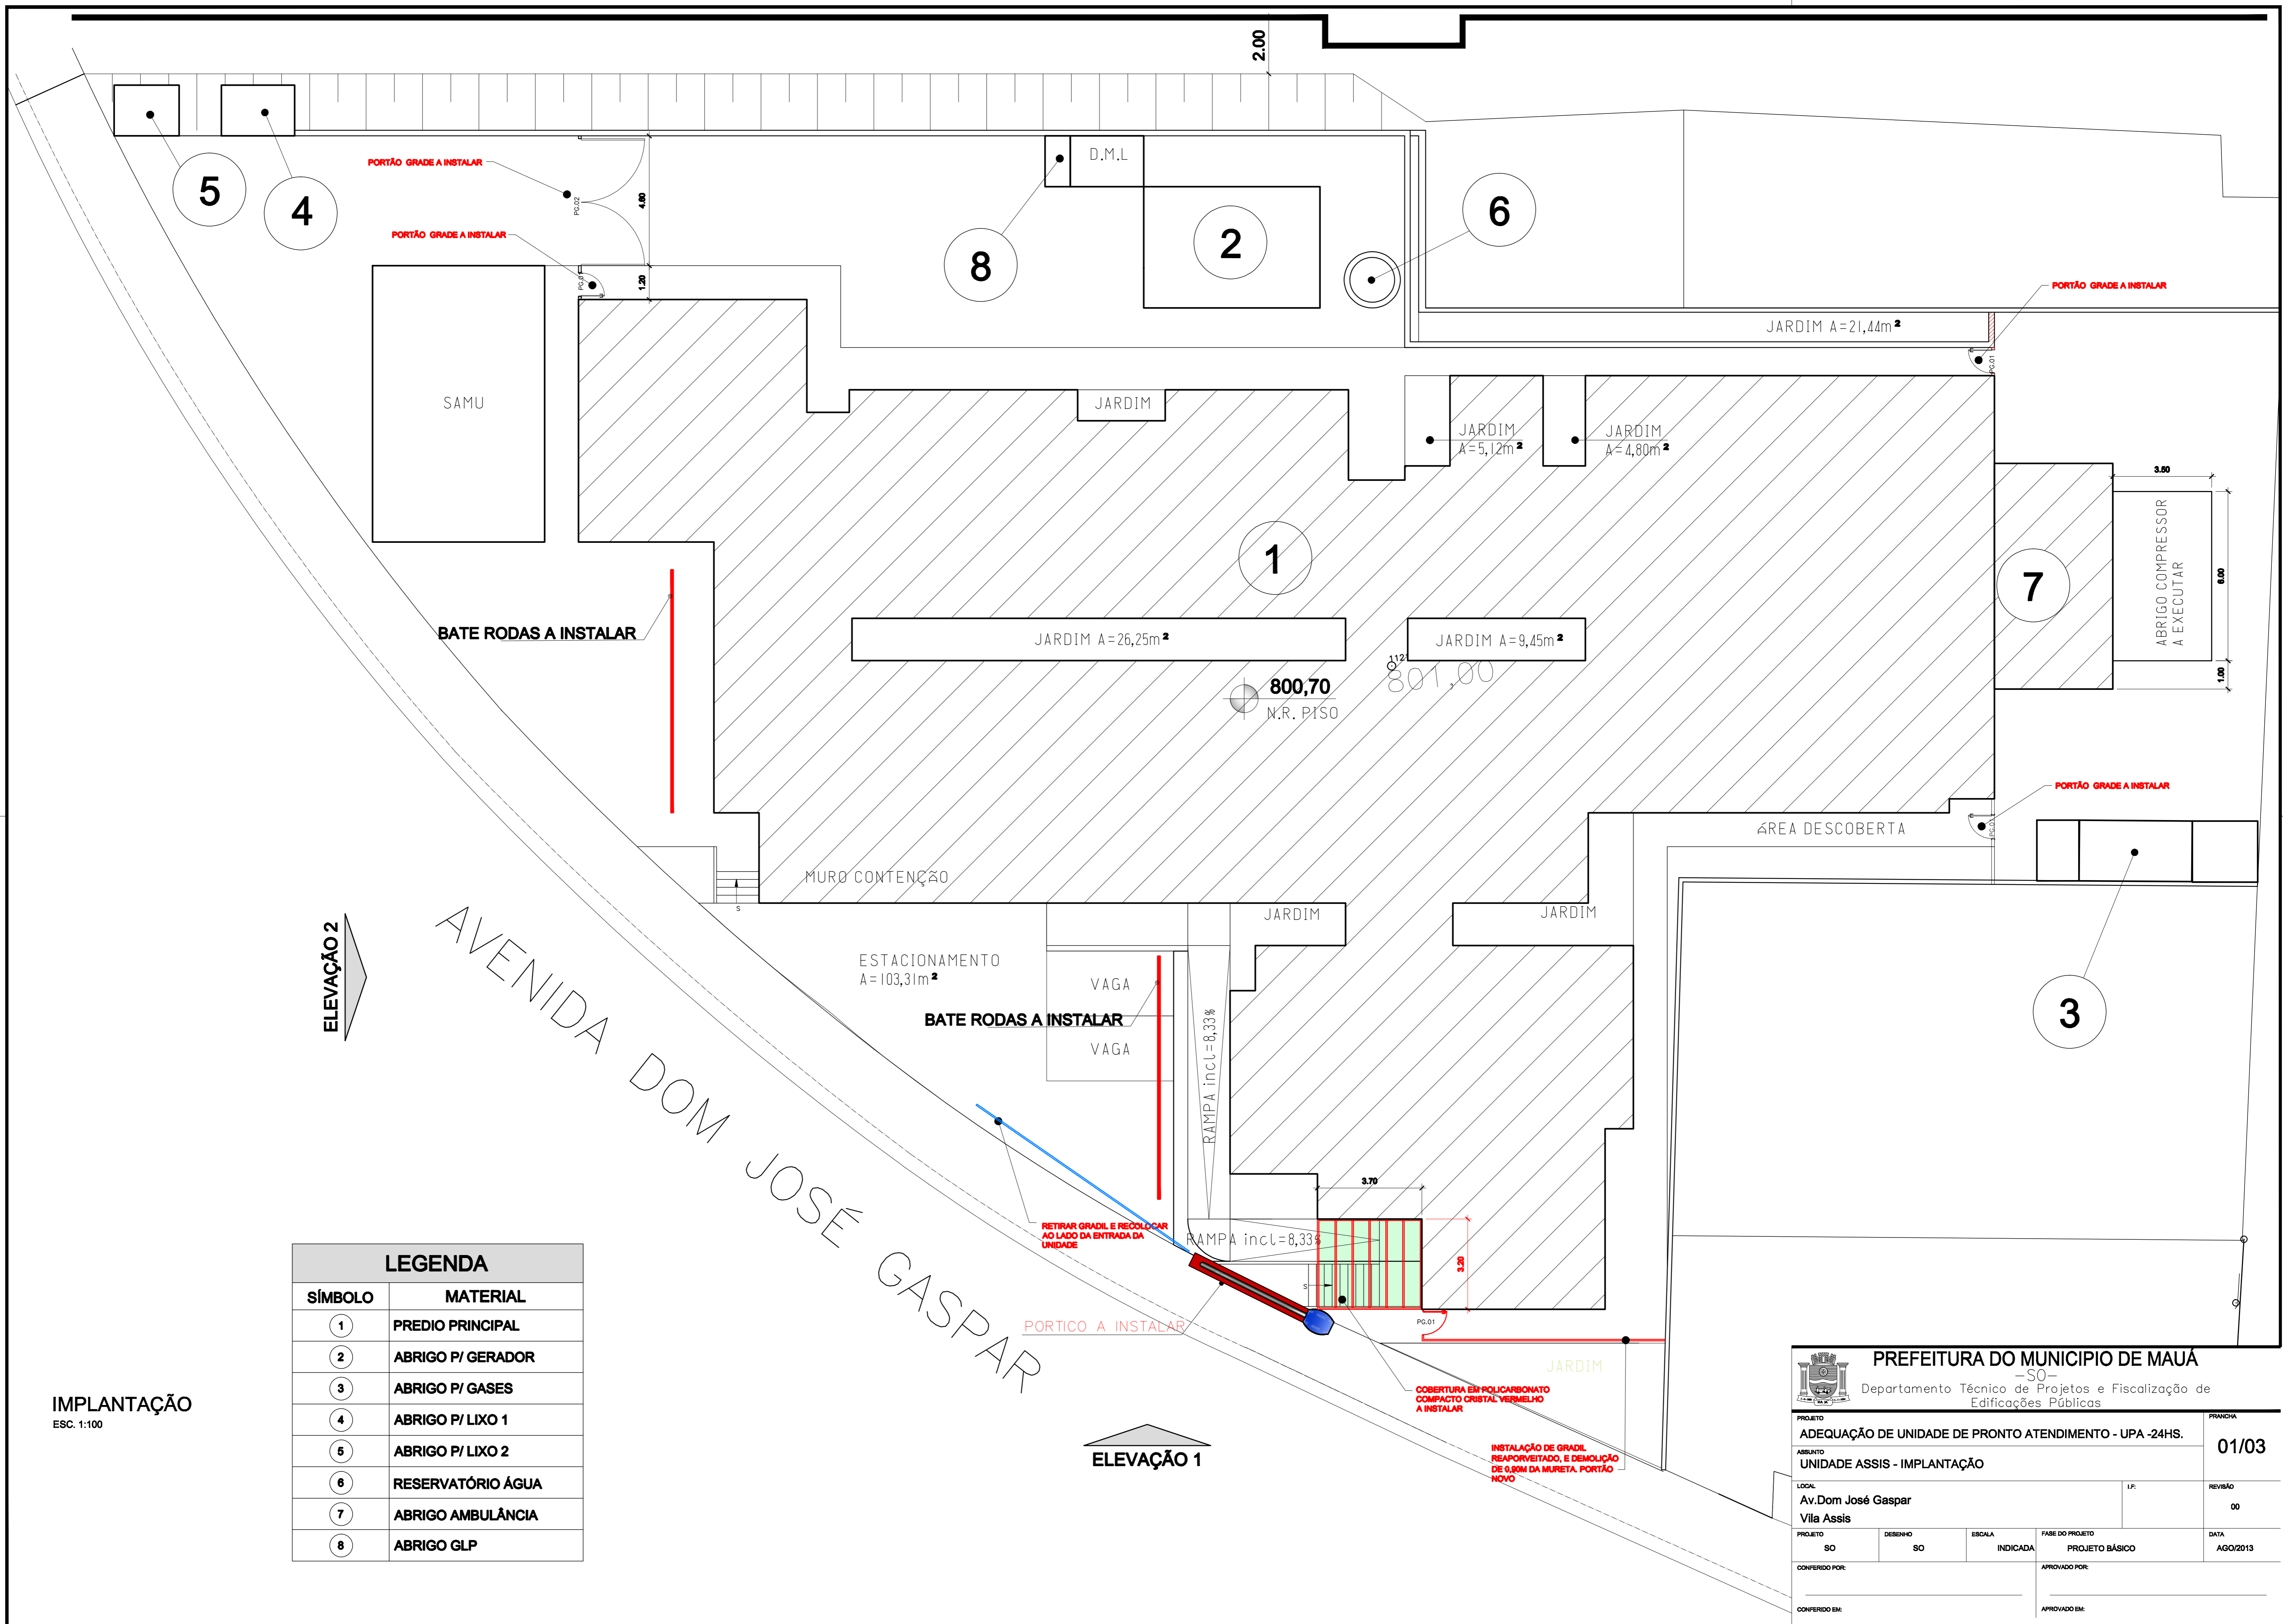 2.00
PORTÃO GRADE A INSTALAR
D.M.L
5
4
PG.02
4.60
8
2
6
PORTÃO GRADE A INSTALAR
1.20
PORTÃO GRADE A INSTALAR
JARDIM A=21,44m²
PG.01
SAMU
JARDIM
JARDIM
A=5,12m²
JARDIM
A=4,80m²
3.50
1
7
ABRIGO COMPRESSOR
A EXECUTAR
6.00
1.00
BATE RODAS A INSTALAR
JARDIM A=26,25m²
JARDIM A=9,45m²
112
801,00
800,70
N.R. PISO
PORTÃO GRADE A INSTALAR
ÁREA DESCOBERTA
MURO CONTENÇÃO
S
JARDIM
JARDIM
ELEVAÇÃO 2
AVENIDA DOM JOSÉ GASPAR
ESTACIONAMENTO
A=103,31m²
VAGA
BATE RODAS A INSTALAR
VAGA
RAMPA incl=8,33%
3
3.70
RETIRAR GRADIL E RECOLOCAR
AO LADO DA ENTRADA DA
UNIDADE
RAMPA incl=8,33%
3.20
S
PORTICO A INSTALAR
PG.01
JARDIM
COBERTURA EM POLICARBONATO
COMPACTO CRISTAL VERMELHO
A INSTALAR
ELEVAÇÃO 1
INSTALAÇÃO DE GRADIL
REAPORVEITADO, E DEMOLIÇÃO
DE 0,90M DA MURETA. PORTÃO
NOVO
IMPLANTAÇÃO
ESC. 1:100
LEGENDA
SÍMBOLO MATERIAL
1 PREDIO PRINCIPAL
2 ABRIGO P/ GERADOR
3 ABRIGO P/ GASES
4 ABRIGO P/ LIXO 1
5 ABRIGO P/ LIXO 2
6 RESERVATÓRIO ÁGUA
7 ABRIGO AMBULÂNCIA
8 ABRIGO GLP
PREFEITURA DO MUNICIPIO DE MAUÁ
-SO-
Departamento Técnico de Projetos e Fiscalização de
Edificações Públicas
PROJETO
ADEQUAÇÃO DE UNIDADE DE PRONTO ATENDIMENTO - UPA -24HS.
PRANCHA
01/03
ASSUNTO
UNIDADE ASSIS - IMPLANTAÇÃO
LOCAL
Av.Dom José Gaspar
Vila Assis
I.F:
REVISÃO
00
PROJETO
SO
DESENHO
SO
ESCALA
INDICADA
FASE DO PROJETO
PROJETO BÁSICO
DATA
AGO/2013
CONFERIDO POR:
APROVADO POR:
CONFERIDO EM:
APROVADO EM: